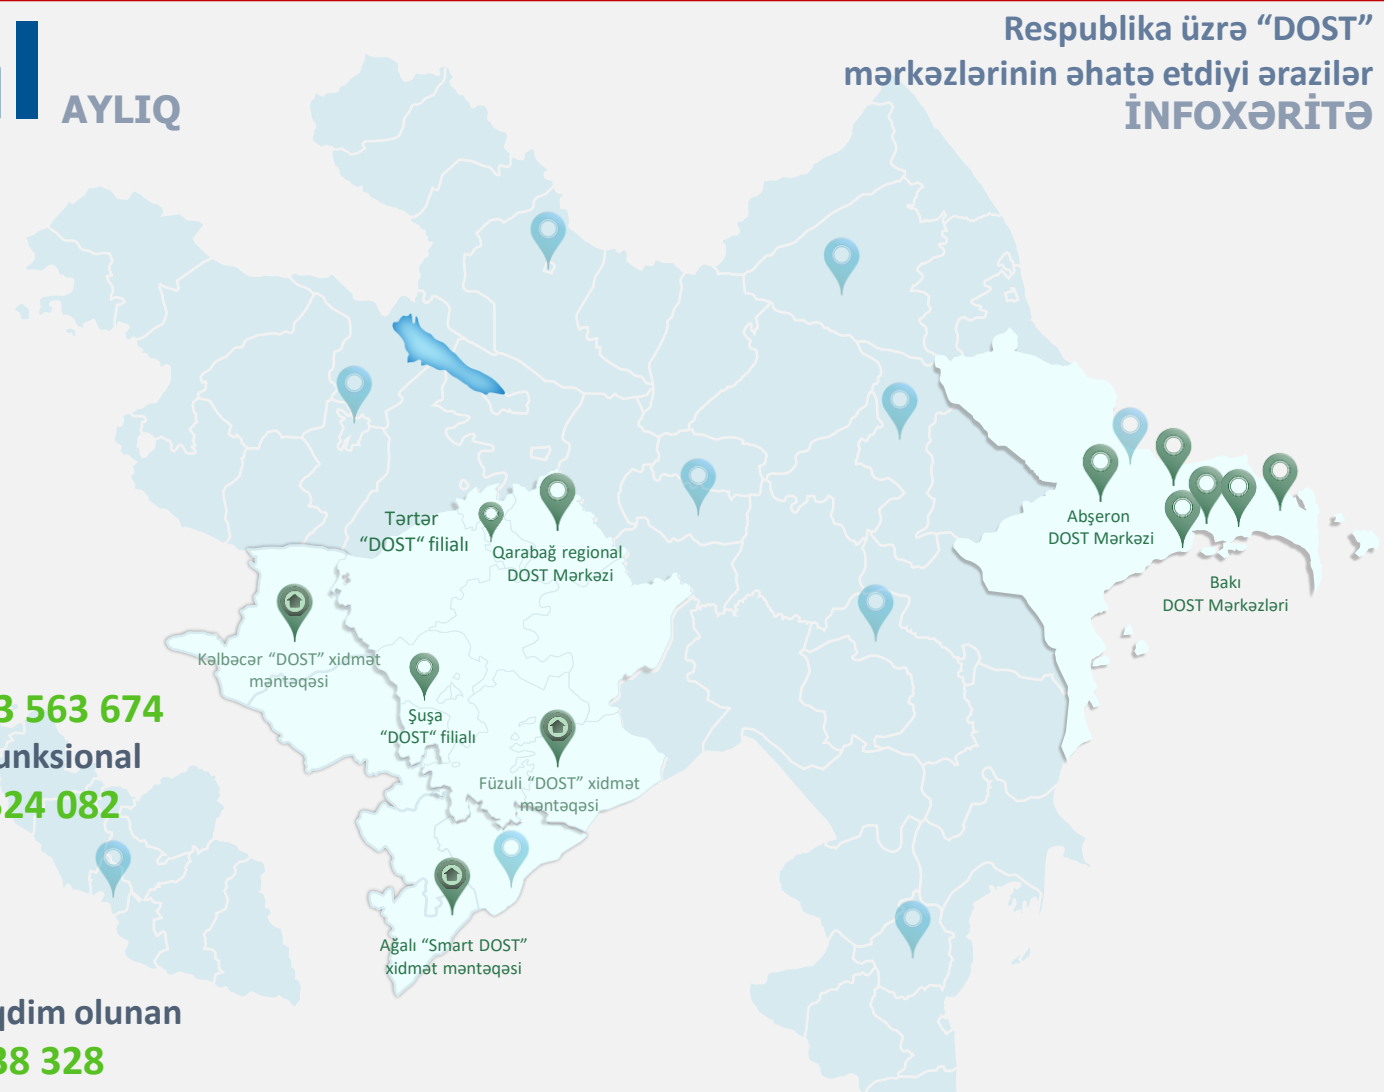 Respublika üzrə “DOST”
mərkəzlərinin əhatə etdiyi ərazilər
İNFOXƏRİTƏ
AYLIQ
Tərtər
“DOST“ filialı
Qarabağ regional
DOST Mərkəzi
Abşeron
DOST Mərkəzi
Bakı
DOST Mərkəzləri
Kəlbəcər “DOST” xidmət
məntəqəsi
Şuşa
“DOST“ filialı
Füzuli “DOST” xidmət
məntəqəsi
Ağalı “Smart DOST”
xidmət məntəqəsi
3 563 674
unksional
24 082
qdim olunan
38 328